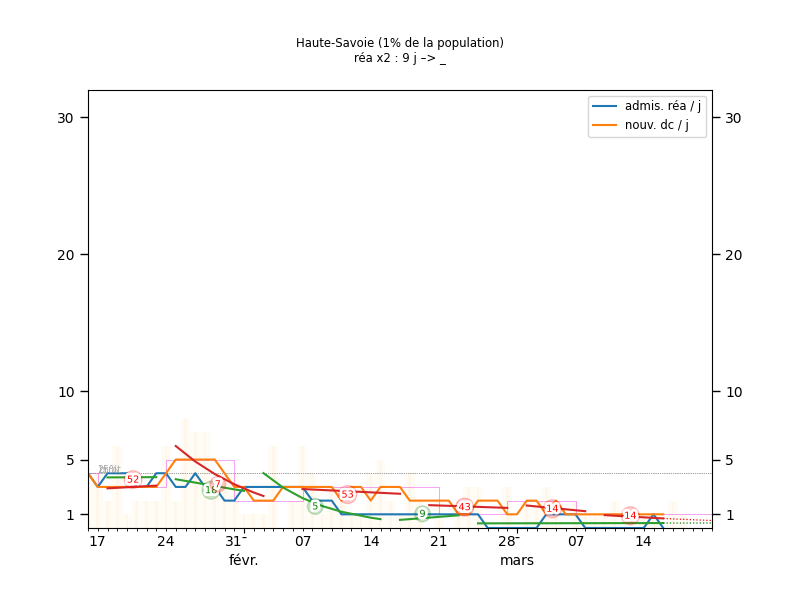 Haute-Savoie (1% de la population)
réa x2 : 9 j –> _
admis. réa / j
nouv. dc / j
30 30
20 20
10 10
5 5
1 1
52
7
5
53
9
43
14
14
17 24 31 07 14 21 28 07 14
févr. mars